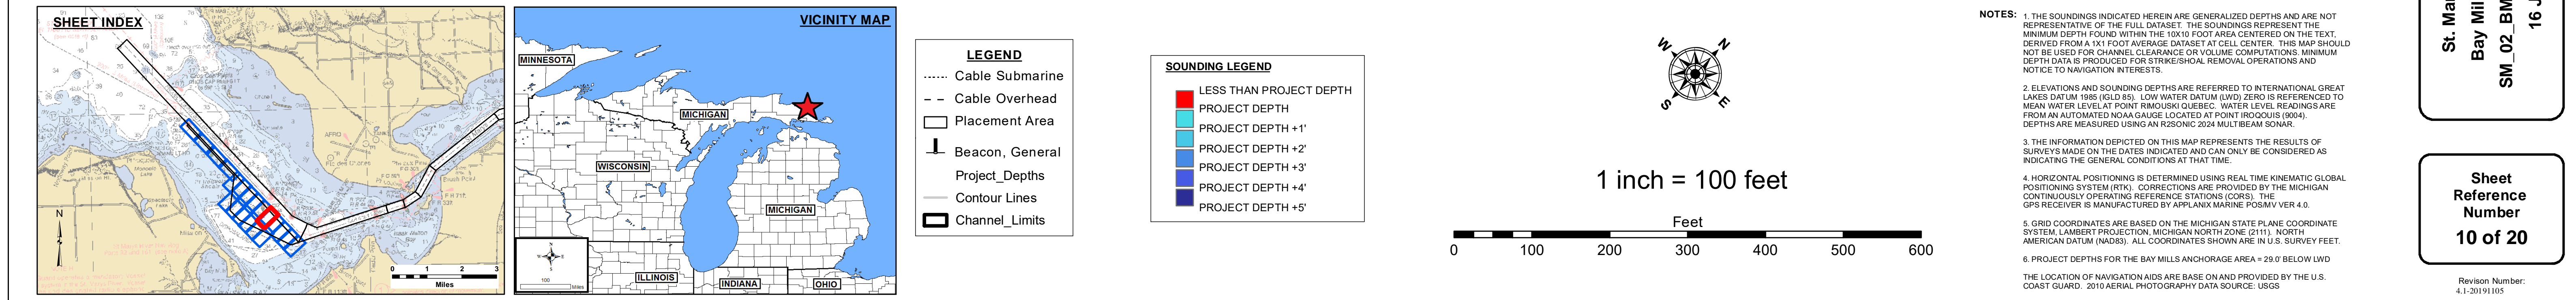 SHEET INDEX
N
0 1 2 3
Miles
VICINITY MAP
MINNESOTA
MICHIGAN
WISCONSIN
MICHIGAN
ILLINOIS
INDIANA
OHIO
100
Miles
LEGEND
Cable Submarine
Cable Overhead
Placement Area
Beacon, General
Project_Depths
Contour Lines
Channel_Limits
SOUNDING LEGEND
LESS THAN PROJECT DEPTH
PROJECT DEPTH
PROJECT DEPTH +1'
PROJECT DEPTH +2'
PROJECT DEPTH +3'
PROJECT DEPTH +4'
PROJECT DEPTH +5'
W N
S E
1 inch = 100 feet
Feet
0 100 200 300 400 500 600
NOTES:
1. THE SOUNDINGS INDICATED HEREIN ARE GENERALIZED DEPTHS AND ARE NOT
REPRESENTATIVE OF THE FULL DATASET. THE SOUNDINGS REPRESENT THE
MINIMUM DEPTH FOUND WITHIN THE 10X10 FOOT AREA CENTERED ON THE TEXT,
DERIVED FROM A 1X1 FOOT AVERAGE DATASET AT CELL CENTER. THIS MAP SHOULD
NOT BE USED FOR CHANNEL CLEARANCE OR VOLUME COMPUTATIONS. MINIMUM
DEPTH DATA IS PRODUCED FOR STRIKE/SHOAL REMOVAL OPERATIONS AND
NOTICE TO NAVIGATION INTERESTS.
2. ELEVATIONS AND SOUNDING DEPTHS ARE REFERRED TO INTERNATIONAL GREAT
LAKES DATUM 1985 (IGLD 85). LOW WATER DATUM (LWD) ZERO IS REFERENCED TO
MEAN WATER LEVEL AT POINT RIMOUSKI QUEBEC. WATER LEVEL READINGS ARE
FROM AN AUTOMATED NOAA GAUGE LOCATED AT POINT IROQOUIS (9004).
DEPTHS ARE MEASURED USING AN R2SONIC 2024 MULTIBEAM SONAR.
3. THE INFORMATION DEPICTED ON THIS MAP REPRESENTS THE RESULTS OF
SURVEYS MADE ON THE DATES INDICATED AND CAN ONLY BE CONSIDERED AS
INDICATING THE GENERAL CONDITIONS AT THAT TIME.
4. HORIZONTAL POSITIONING IS DETERMINED USING REAL TIME KINEMATIC GLOBAL
POSITIONING SYSTEM (RTK). CORRECTIONS ARE PROVIDED BY THE MICHIGAN
CONTINUOUSLY OPERATING REFERENCE STATIONS (CORS). THE
GPS RECEIVER IS MANUFACTURED BY APPLANIX MARINE POS/MV VER 4.0.
5. GRID COORDINATES ARE BASED ON THE MICHIGAN STATE PLANE COORDINATE
SYSTEM, LAMBERT PROJECTION, MICHIGAN NORTH ZONE (2111). NORTH
AMERICAN DATUM (NAD83). ALL COORDINATES SHOWN ARE IN U.S. SURVEY FEET.
6. PROJECT DEPTHS FOR THE BAY MILLS ANCHORAGE AREA = 29.0' BELOW LWD
THE LOCATION OF NAVIGATION AIDS ARE BASE ON AND PROVIDED BY THE U.S.
COAST GUARD. 2010 AERIAL PHOTOGRAPHY DATA SOURCE: USGS
St. Mar
Bay Mil
SM_02_BM
16 J
Sheet
Reference
Number
10 of 20
Revison Number:
4.1-20191105